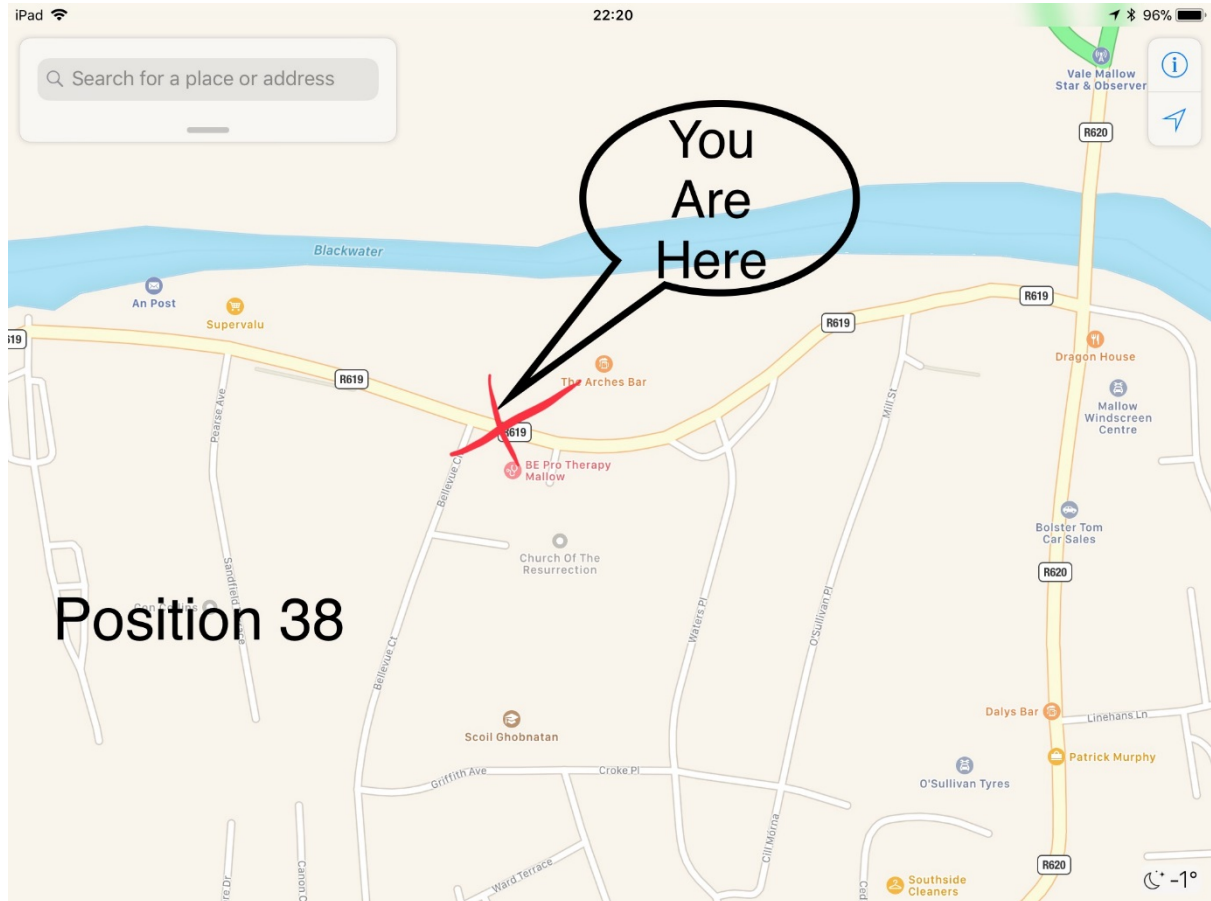 iPad
22:20
96%
Search for a place or address
Vale Mallow
Star & Observer
R620
You
Are
Here
Blackwater
An Post
Supervalu
R619
R619
R619
The Arches Bar
Dragon House
Mallow
Windscreen
Centre
Pearse Ave
Mill St
R619
BE Pro Therapy
Mallow
Bellevue
Bolster Tom
Car Sales
Church Of The
Resurrection
R620
Position 38
Waters Pl
O'Sullivan Pl
Bellevue Ct
Dalys Bar
Linehans Ln
Scoil Ghobnatan
Patrick Murphy
Griffith Ave
Croke Pl
O'Sullivan Tyres
Cill Morna
R620
-1°
Ward Terrace
Southside
Cleaners